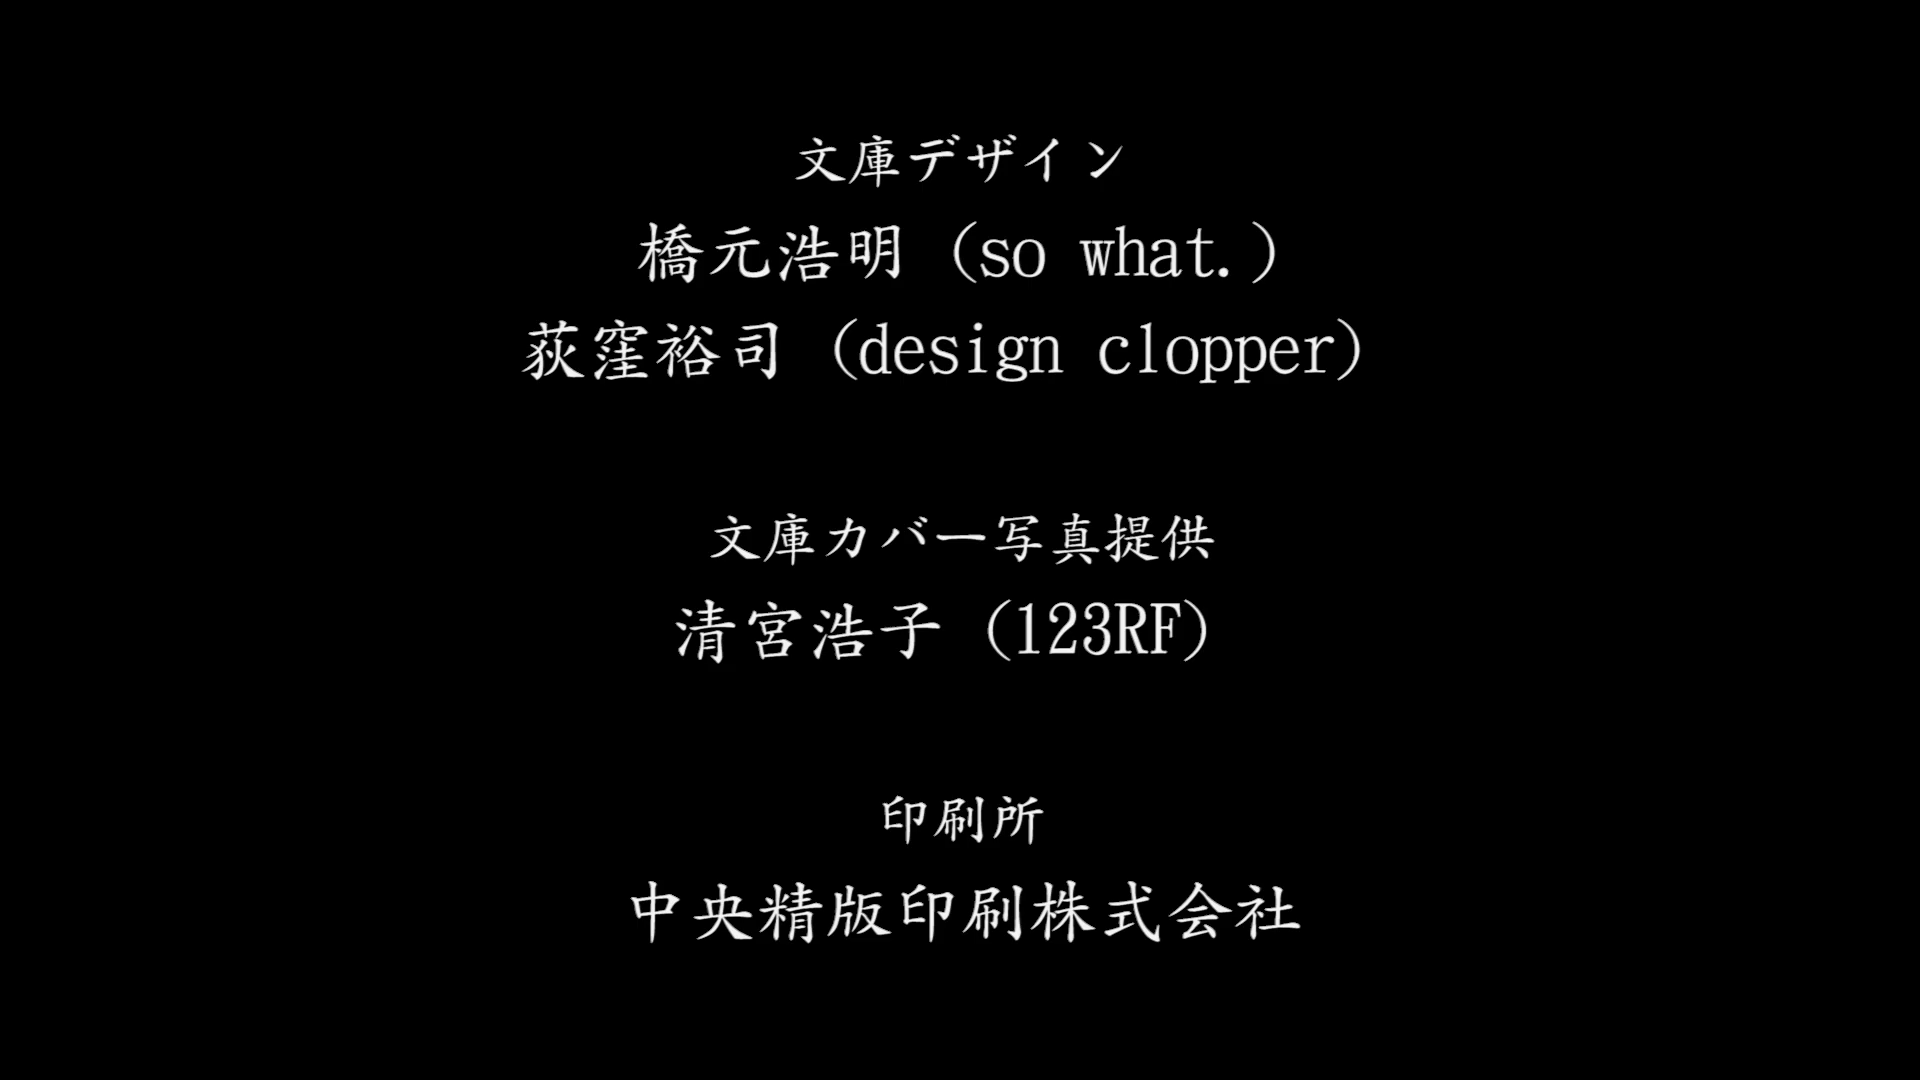 文庫デザイン
橋元浩明 (so what.)
荻窪裕司 (design clopper)
文庫カバー写真提供
清宮浩子 (123RF)
印刷所
中央精版印刷株式会社